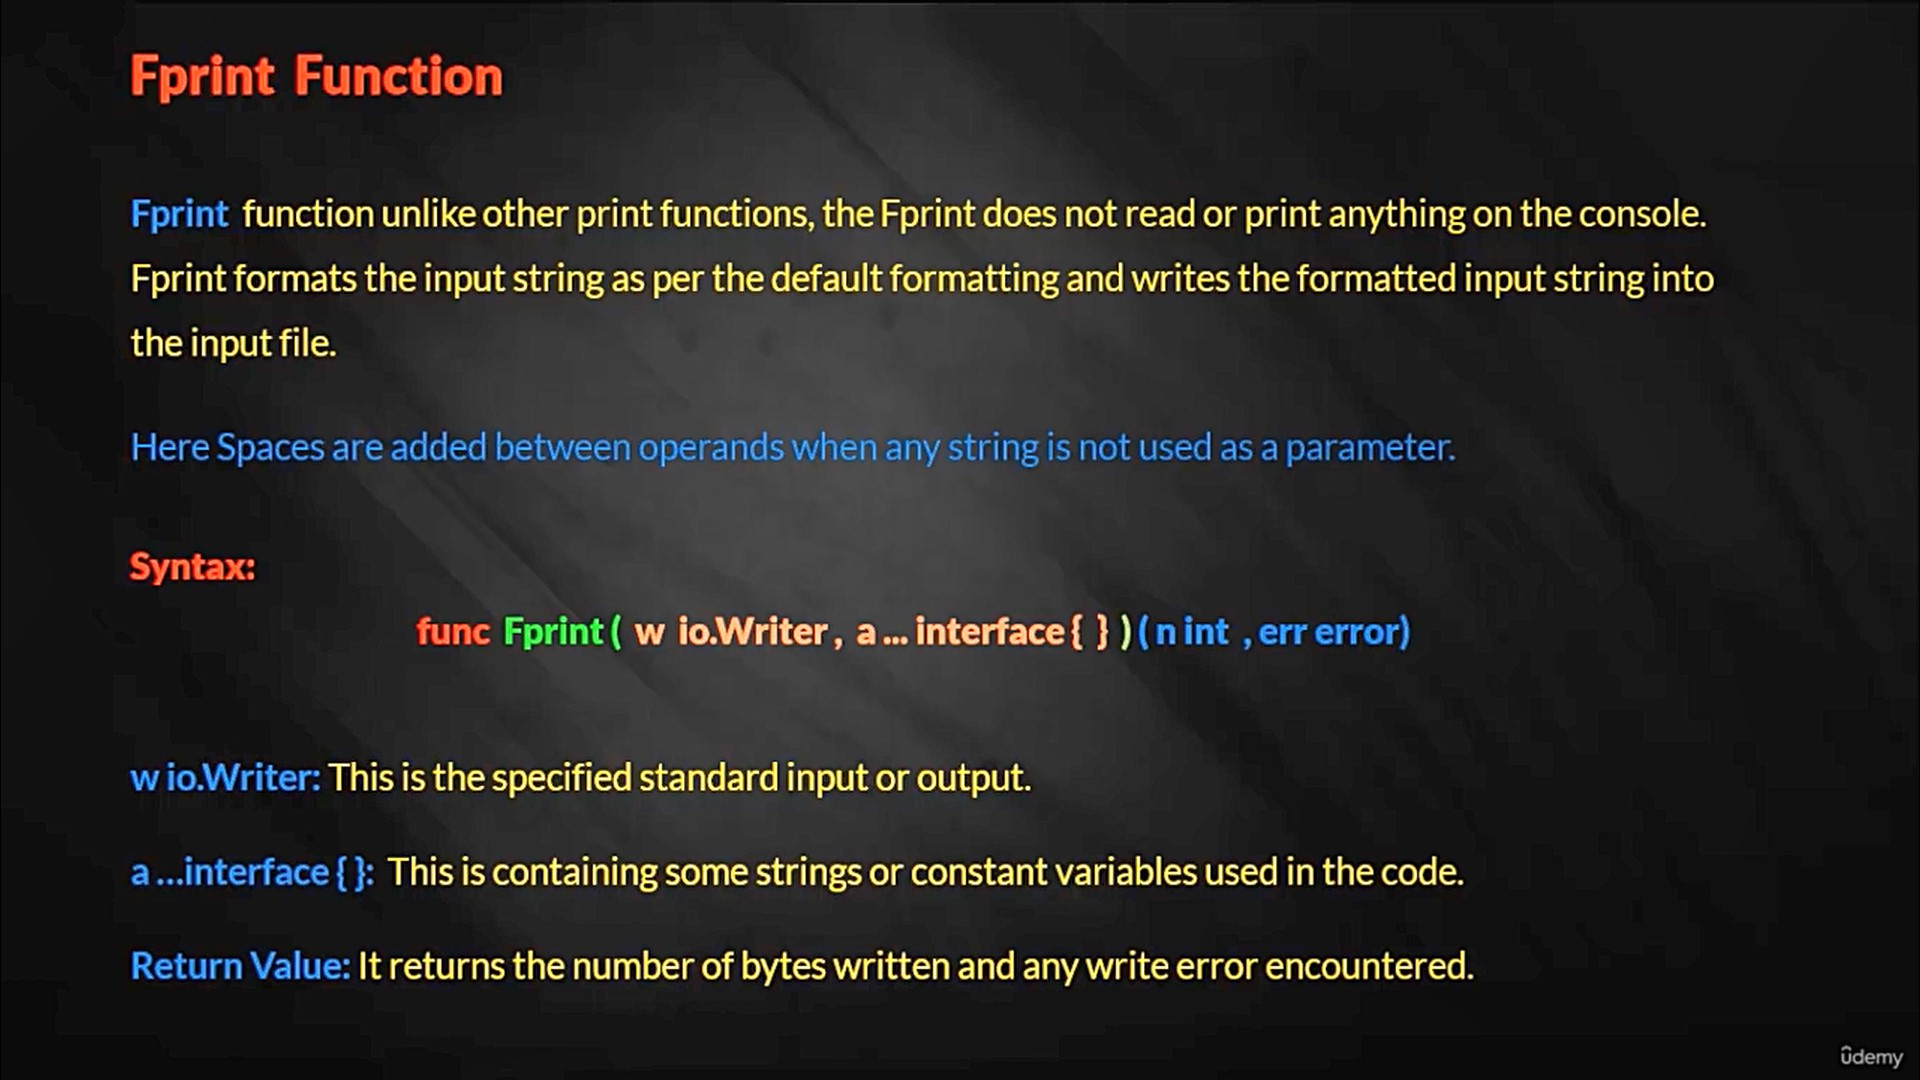 Fprint Function
Fprint function unlike other print functions, the Fprint does not read or print anything on the console.
Fprint formats the input string as per the default formatting and writes the formatted input string into
the input file.
Here Spaces are added between operands when any string is not used as a parameter.
Syntax:
func Fprint( w io.Writer, a ... interface{ } )( n int , err error)
w io.Writer: This is the specified standard input or output.
a ...interface { }: This is containing some strings or constant variables used in the code.
Return Value: It returns the number of bytes written and any write error encountered.
ûdemy